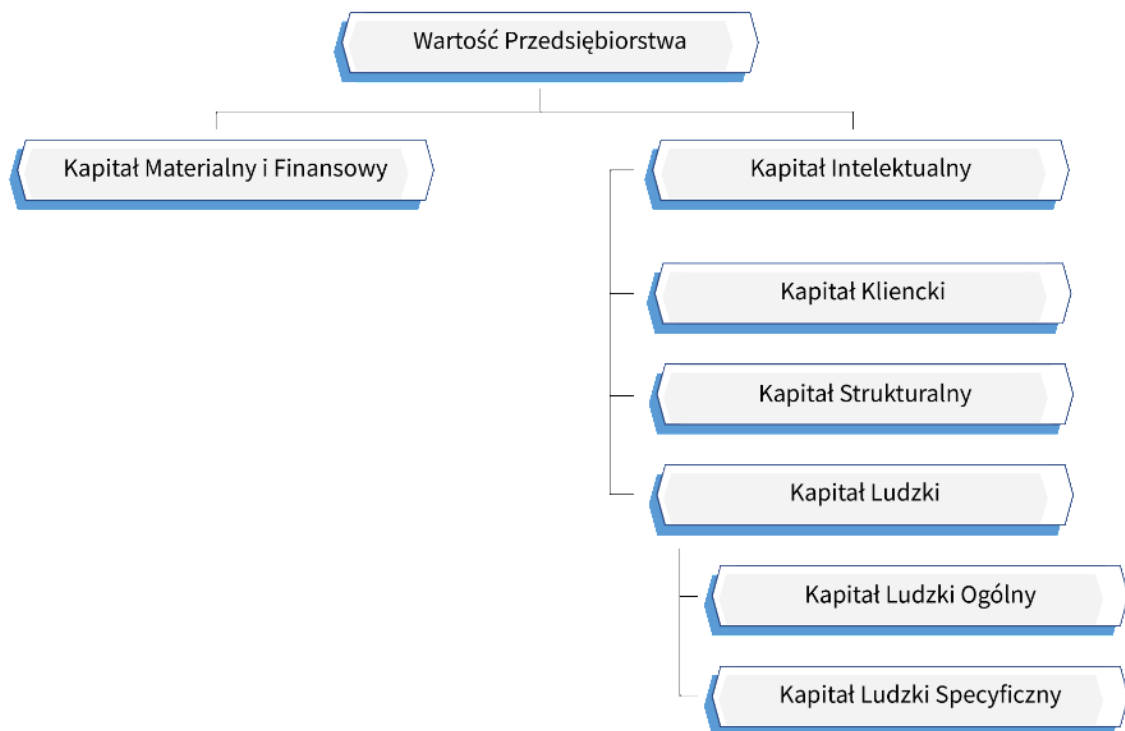 Wartość Przedsiębiorstwa
Kapitał Materialny i Finansowy
Kapitał Intelektualny
Kapitał Kliencki
Kapitał Strukturalny
Kapitał Ludzki
Kapitał Ludzki Ogólny
Kapitał Ludzki Specyficzny